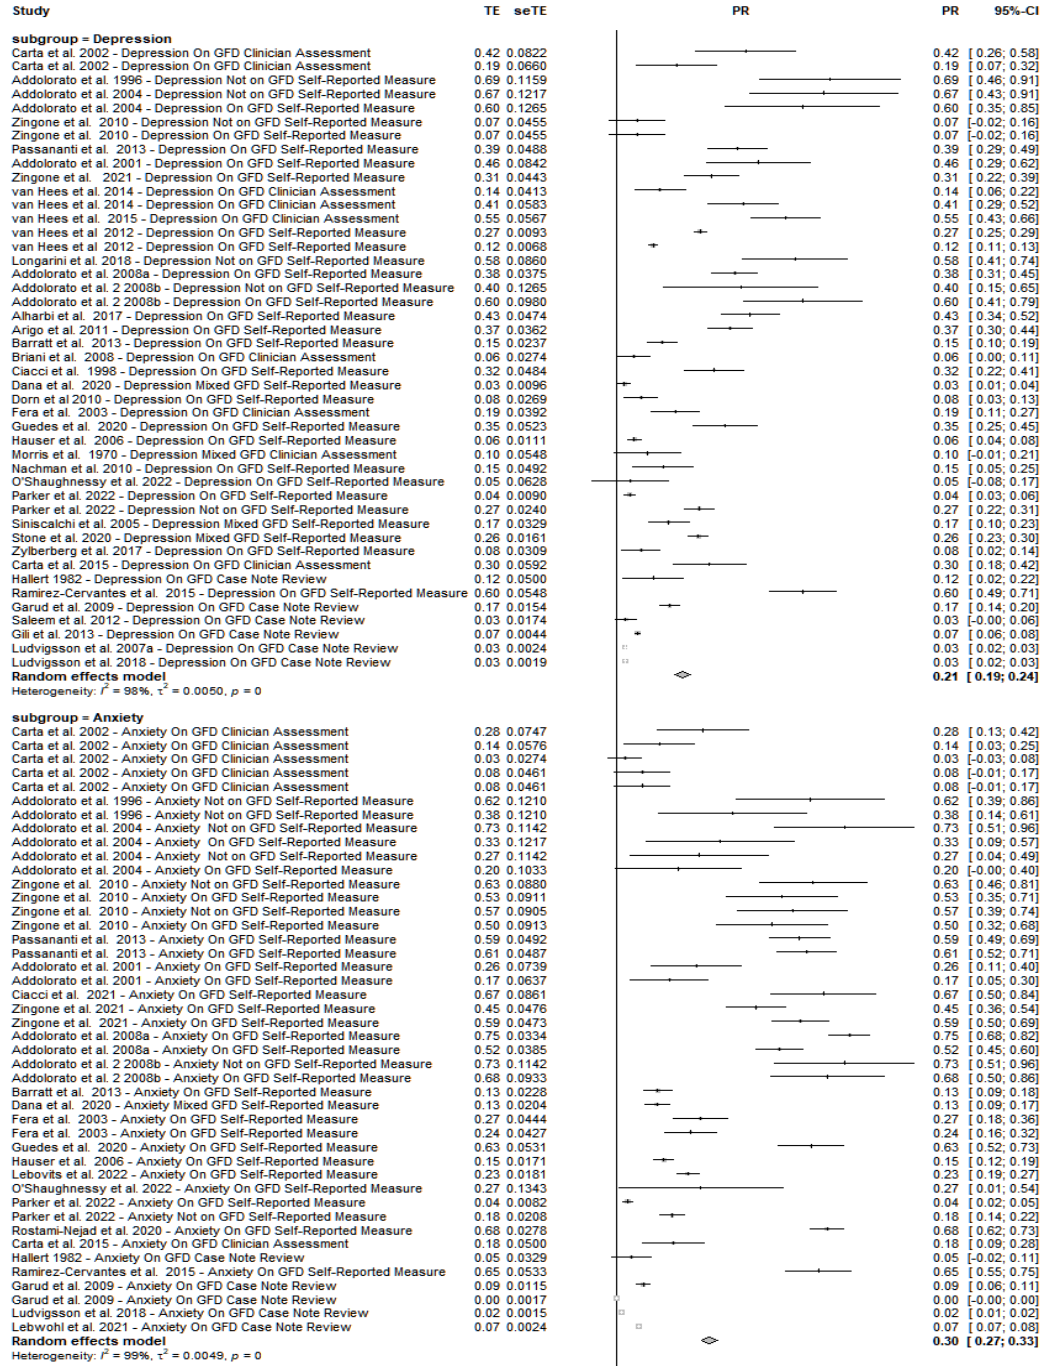 Study TE seTE PR PR 95%-CI
subgroup = Depression
Carta et al. 2002 - Depression On GFD Clinician Assessment 0.42 0.0822 0.42 [0.26; 0.58]
Carta et al. 2002 - Depression On GFD Clinician Assessment 0.19 0.0660 0.19 [0.07; 0.32]
Addolorato et al. 1996 - Depression Not on GFD Self-Reported Measure 0.69 0.1159 0.69 [0.46; 0.91]
Addolorato et al. 2004 - Depression Not on GFD Self-Reported Measure 0.67 0.1217 0.67 [0.43; 0.91]
Addolorato et al. 2004 - Depression On GFD Self-Reported Measure 0.60 0.1265 0.60 [0.35; 0.85]
Zingone et al. 2010 - Depression Not on GFD Self-Reported Measure 0.07 0.0455 0.07 [-0.02; 0.16]
Zingone et al. 2010 - Depression On GFD Self-Reported Measure 0.07 0.0455 0.07 [-0.02; 0.16]
Passananti et al. 2013 - Depression On GFD Self-Reported Measure 0.39 0.0488 0.39 [0.29; 0.49]
Addolorato et al. 2001 - Depression On GFD Self-Reported Measure 0.46 0.0842 0.46 [0.29; 0.62]
Zingone et al. 2021 - Depression On GFD Self-Reported Measure 0.31 0.0443 0.31 [0.22; 0.39]
van Hees et al. 2014 - Depression On GFD Clinician Assessment 0.14 0.0413 0.14 [0.06; 0.22]
van Hees et al. 2014 - Depression On GFD Clinician Assessment 0.41 0.0583 0.41 [0.29; 0.52]
van Hees et al. 2015 - Depression On GFD Clinician Assessment 0.55 0.0567 0.55 [0.43; 0.66]
van Hees et al 2012 - Depression On GFD Self-Reported Measure 0.27 0.0093 0.27 [0.25; 0.29]
van Hees et al 2012 - Depression On GFD Self-Reported Measure 0.12 0.0068 0.12 [0.11; 0.13]
Longarini et al. 2018 - Depression Not on GFD Self-Reported Measure 0.58 0.0860 0.58 [0.41; 0.74]
Addolorato et al. 2008a - Depression On GFD Self-Reported Measure 0.38 0.0375 0.38 [0.31; 0.45]
Addolorato et al. 2 2008b - Depression Not on GFD Self-Reported Measure 0.40 0.1265 0.40 [0.15; 0.65]
Addolorato et al. 2 2008b - Depression On GFD Self-Reported Measure 0.60 0.0980 0.60 [0.41; 0.79]
Alharbi et al. 2017 - Depression On GFD Self-Reported Measure 0.43 0.0474 0.43 [0.34; 0.52]
Arigo et al. 2011 - Depression On GFD Self-Reported Measure 0.37 0.0362 0.37 [0.30; 0.44]
Barratt et al. 2013 - Depression On GFD Self-Reported Measure 0.15 0.0237 0.15 [0.10; 0.19]
Briani et al. 2008 - Depression On GFD Clinician Assessment 0.06 0.0274 0.06 [0.00; 0.11]
Ciacci et al. 1998 - Depression On GFD Self-Reported Measure 0.32 0.0484 0.32 [0.22; 0.41]
Dana et al. 2020 - Depression Mixed GFD Self-Reported Measure 0.03 0.0096 0.03 [0.01; 0.04]
Dorn et al 2010 - Depression On GFD Self-Reported Measure 0.08 0.0269 0.08 [0.03; 0.13]
Fera et al. 2003 - Depression On GFD Clinician Assessment 0.19 0.0392 0.19 [0.11; 0.27]
Guedes et al. 2020 - Depression On GFD Self-Reported Measure 0.35 0.0523 0.35 [0.25; 0.45]
Hauser et al. 2006 - Depression On GFD Self-Reported Measure 0.06 0.0111 0.06 [0.04; 0.08]
Morris et al. 1970 - Depression Mixed GFD Clinician Assessment 0.10 0.0548 0.10 [-0.01; 0.21]
Nachman et al. 2010 - Depression On GFD Self-Reported Measure 0.15 0.0492 0.15 [0.05; 0.25]
O'Shaughnessy et al. 2022 - Depression On GFD Self-Reported Measure 0.05 0.0628 0.05 [-0.08; 0.17]
Parker et al. 2022 - Depression On GFD Self-Reported Measure 0.04 0.0090 0.04 [0.03; 0.06]
Parker et al. 2022 - Depression Not on GFD Self-Reported Measure 0.27 0.0240 0.27 [0.22; 0.31]
Siniscalchi et al. 2005 - Depression Mixed GFD Self-Reported Measure 0.17 0.0329 0.17 [0.10; 0.23]
Stone et al. 2020 - Depression Mixed GFD Self-Reported Measure 0.26 0.0161 0.26 [0.23; 0.30]
Zylberberg et al. 2017 - Depression On GFD Self-Reported Measure 0.08 0.0309 0.08 [0.02; 0.14]
Carta et al. 2015 - Depression On GFD Clinician Assessment 0.30 0.0592 0.30 [0.18; 0.42]
Hallert 1982 - Depression On GFD Case Note Review 0.12 0.0500 0.12 [0.02; 0.22]
Ramirez-Cervantes et al. 2015 - Depression On GFD Self-Reported Measure 0.60 0.0548 0.60 [0.49; 0.71]
Garud et al. 2009 - Depression On GFD Case Note Review 0.17 0.0154 0.17 [0.14; 0.20]
Saleem et al. 2012 - Depression On GFD Case Note Review 0.03 0.0174 0.03 [-0.00; 0.06]
Gili et al. 2013 - Depression On GFD Case Note Review 0.07 0.0044 0.07 [0.06; 0.08]
Ludvigsson et al. 2007a - Depression On GFD Case Note Review 0.03 0.0024 0.03 [0.02; 0.03]
Ludvigsson et al. 2018 - Depression On GFD Case Note Review 0.03 0.0019 0.03 [0.02; 0.03]
Random effects model 0.21 [0.19; 0.24]
Heterogeneity: I² = 98%, τ² = 0.0050, p = 0
subgroup = Anxiety
Carta et al. 2002 - Anxiety On GFD Clinician Assessment 0.28 0.0747 0.28 [0.13; 0.42]
Carta et al. 2002 - Anxiety On GFD Clinician Assessment 0.14 0.0576 0.14 [0.03; 0.25]
Carta et al. 2002 - Anxiety On GFD Clinician Assessment 0.03 0.0274 0.03 [-0.03; 0.08]
Carta et al. 2002 - Anxiety On GFD Clinician Assessment 0.08 0.0461 0.08 [-0.01; 0.17]
Carta et al. 2002 - Anxiety On GFD Clinician Assessment 0.08 0.0461 0.08 [-0.01; 0.17]
Addolorato et al. 1996 - Anxiety Not on GFD Self-Reported Measure 0.62 0.1210 0.62 [0.39; 0.86]
Addolorato et al. 1996 - Anxiety Not on GFD Self-Reported Measure 0.38 0.1210 0.38 [0.14; 0.61]
Addolorato et al. 2004 - Anxiety Not on GFD Self-Reported Measure 0.73 0.1142 0.73 [0.51; 0.96]
Addolorato et al. 2004 - Anxiety On GFD Self-Reported Measure 0.33 0.1217 0.33 [0.09; 0.57]
Addolorato et al. 2004 - Anxiety Not on GFD Self-Reported Measure 0.27 0.1142 0.27 [0.04; 0.49]
Addolorato et al. 2004 - Anxiety On GFD Self-Reported Measure 0.20 0.1033 0.20 [-0.00; 0.40]
Zingone et al. 2010 - Anxiety Not on GFD Self-Reported Measure 0.63 0.0880 0.63 [0.46; 0.81]
Zingone et al. 2010 - Anxiety On GFD Self-Reported Measure 0.53 0.0911 0.53 [0.35; 0.71]
Zingone et al. 2010 - Anxiety Not on GFD Self-Reported Measure 0.57 0.0905 0.57 [0.39; 0.74]
Zingone et al. 2010 - Anxiety On GFD Self-Reported Measure 0.50 0.0913 0.50 [0.32; 0.68]
Passananti et al. 2013 - Anxiety On GFD Self-Reported Measure 0.59 0.0492 0.59 [0.49; 0.69]
Passananti et al. 2013 - Anxiety On GFD Self-Reported Measure 0.61 0.0487 0.61 [0.52; 0.71]
Addolorato et al. 2001 - Anxiety On GFD Self-Reported Measure 0.26 0.0739 0.26 [0.11; 0.40]
Addolorato et al. 2001 - Anxiety On GFD Self-Reported Measure 0.17 0.0637 0.17 [0.05; 0.30]
Ciacci et al. 2021 - Anxiety On GFD Self-Reported Measure 0.67 0.0861 0.67 [0.50; 0.84]
Zingone et al. 2021 - Anxiety On GFD Self-Reported Measure 0.45 0.0476 0.45 [0.36; 0.54]
Zingone et al. 2021 - Anxiety On GFD Self-Reported Measure 0.59 0.0473 0.59 [0.50; 0.69]
Addolorato et al. 2008a - Anxiety On GFD Self-Reported Measure 0.75 0.0334 0.75 [0.68; 0.82]
Addolorato et al. 2008a - Anxiety On GFD Self-Reported Measure 0.52 0.0385 0.52 [0.45; 0.60]
Addolorato et al. 2 2008b - Anxiety Not on GFD Self-Reported Measure 0.73 0.1142 0.73 [0.51; 0.96]
Addolorato et al. 2 2008b - Anxiety On GFD Self-Reported Measure 0.68 0.0933 0.68 [0.50; 0.86]
Barratt et al. 2013 - Anxiety On GFD Self-Reported Measure 0.13 0.0228 0.13 [0.09; 0.18]
Dana et al. 2020 - Anxiety Mixed GFD Self-Reported Measure 0.13 0.0204 0.13 [0.09; 0.17]
Fera et al. 2003 - Anxiety On GFD Self-Reported Measure 0.27 0.0444 0.27 [0.18; 0.36]
Fera et al. 2003 - Anxiety On GFD Self-Reported Measure 0.24 0.0427 0.24 [0.16; 0.32]
Guedes et al. 2020 - Anxiety On GFD Self-Reported Measure 0.63 0.0531 0.63 [0.52; 0.73]
Hauser et al. 2006 - Anxiety On GFD Self-Reported Measure 0.15 0.0171 0.15 [0.12; 0.19]
Lebovits et al. 2022 - Anxiety On GFD Self-Reported Measure 0.23 0.0181 0.23 [0.19; 0.27]
O'Shaughnessy et al. 2022 - Anxiety On GFD Self-Reported Measure 0.27 0.1343 0.27 [0.01; 0.54]
Parker et al. 2022 - Anxiety On GFD Self-Reported Measure 0.04 0.0082 0.04 [0.02; 0.05]
Parker et al. 2022 - Anxiety Not on GFD Self-Reported Measure 0.18 0.0208 0.18 [0.14; 0.22]
Rostami-Nejad et al. 2020 - Anxiety On GFD Self-Reported Measure 0.68 0.0278 0.68 [0.62; 0.73]
Carta et al. 2015 - Anxiety On GFD Clinician Assessment 0.18 0.0500 0.18 [0.09; 0.28]
Hallert 1982 - Anxiety On GFD Case Note Review 0.05 0.0329 0.05 [-0.02; 0.11]
Ramirez-Cervantes et al. 2015 - Anxiety On GFD Self-Reported Measure 0.65 0.0533 0.65 [0.55; 0.75]
Garud et al. 2009 - Anxiety On GFD Case Note Review 0.09 0.0115 0.09 [0.06; 0.11]
Garud et al. 2009 - Anxiety On GFD Case Note Review 0.00 0.0017 0.00 [-0.00; 0.00]
Ludvigsson et al. 2018 - Anxiety On GFD Case Note Review 0.02 0.0015 0.02 [0.01; 0.02]
Lebwohl et al. 2021 - Anxiety On GFD Case Note Review 0.07 0.0024 0.07 [0.07; 0.08]
Random effects model 0.30 [0.27; 0.33]
Heterogeneity: I² = 99%, τ² = 0.0049, p = 0